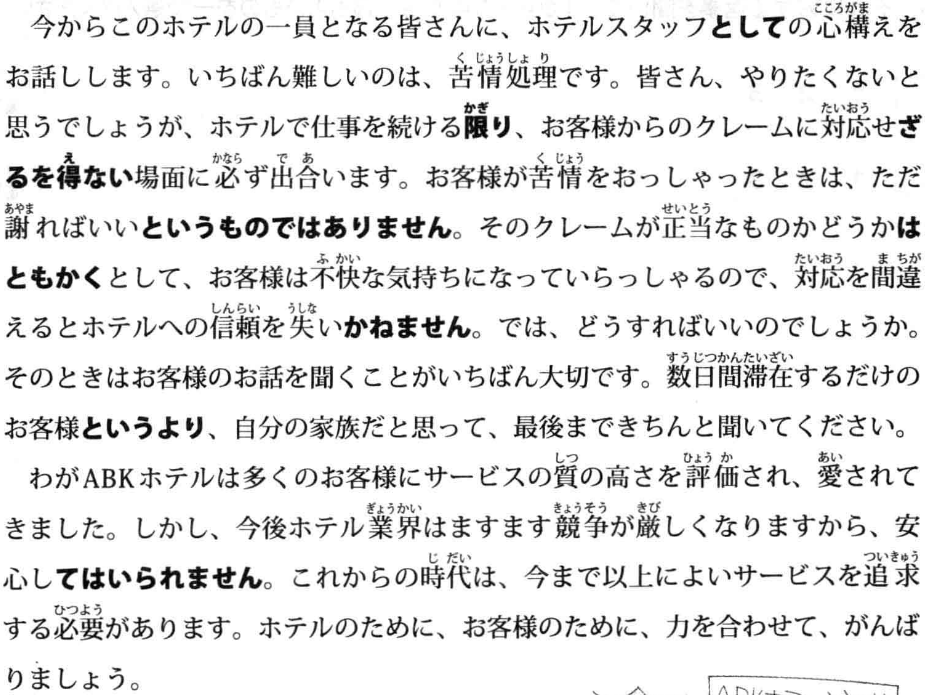 今からこのホテルの一員となる皆さんに、ホテルスタッフとしての心構えを
お話しします。いちばん難しいのは、苦情処理です。皆さん、やりたくないと
思うでしょうが、ホテルで仕事を続ける限り、お客様からのクレームに対応せざ
るを得ない場面に必ず出合います。お客様が苦情をおっしゃったときは、ただ
謝ればいいというものではありません。そのクレームが正当なものかどうかは
ともかくとして、お客様は不快な気持ちになっていらっしゃるので、対応を間違
えるとホテルへの信頼を失いかねません。では、どうすればいいのでしょうか。
そのときはお客様のお話を聞くことがいちばん大切です。数日間滞在するだけの
お客様というより、自分の家族だと思って、最後まできちんと聞いてください。
わがABKホテルは多くのお客様にサービスの質の高さを評価され、愛されて
きました。しかし、今後ホテル業界はますます競争が厳しくなりますから、安
心してはいられません。これからの時代は、今まで以上によいサービスを追求
する必要があります。ホテルのために、お客様のために、力を合わせて、がんば
りましょう。